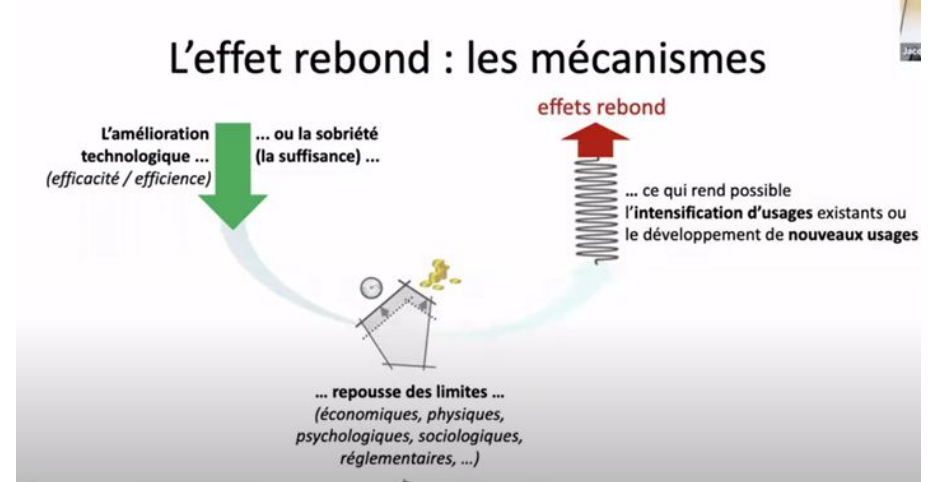 L'effet rebond : les mécanismes
effets rebond
L'amélioration
technologique ...
(efficacité / efficience)
... ou la sobriété
(la suffisance) ...
... ce qui rend possible
l'intensification d'usages existants ou
le développement de nouveaux usages
... repousse des limites ...
(économiques, physiques,
psychologiques, sociologiques,
réglementaires, ...)